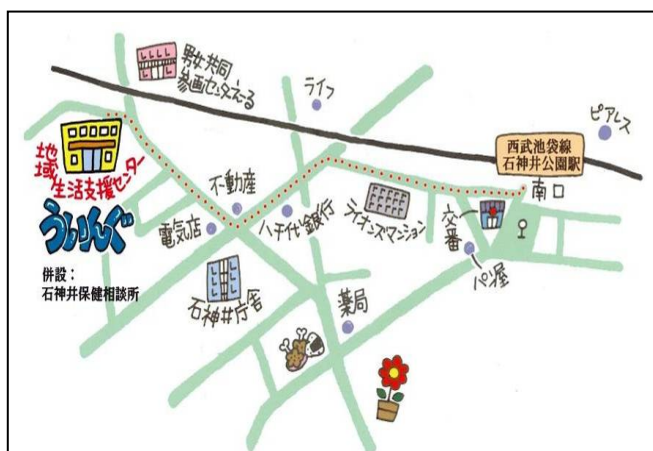 男女共同
参画センターえーる
ライフ
ピアレス
西武池袋線
石神井公園駅
南口
地域
生活支援センター
ういんぐ
併設：
石神井保健相談所
不動産
電気店
八千代銀行
ライオンズマンション
交番
パン屋
石神井庁舎
薬局